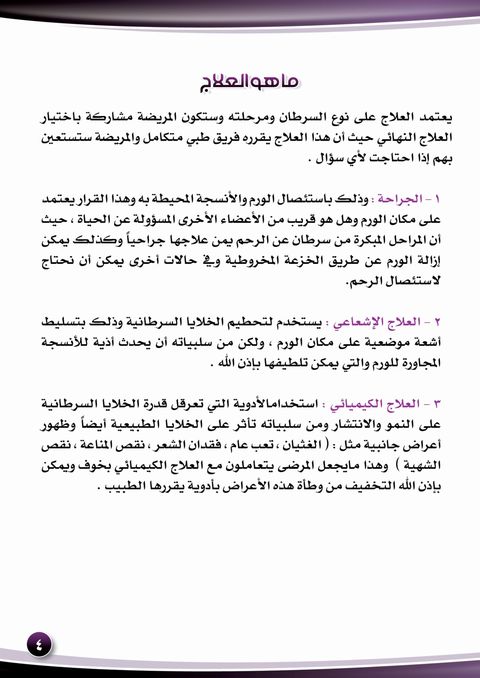 ماهو العلاج
يعتمد العلاج على نوع السرطان ومرحلته وستكون المريضة مشاركة باختيار
العلاج النهائي حيث أن هذا العلاج يقرره فريق طبي متكامل والمريضة ستستعين
بهم إذا احتاجت لأي سؤال .
١ - الجراحة : وذلك باستئصال الورم والأنسجة المحيطة به وهذا القرار يعتمد
على مكان الورم وهل هو قريب من الأعضاء الأخرى المسؤولة عن الحياة ، حيث
أن المراحل المبكرة من سرطان عن الرحم يمن علاجها جراحياً وكذلك يمكن
إزالة الورم عن طريق الخزعة المخروطية وفي حالات أخرى يمكن أن نحتاج
لاستئصال الرحم.
٢ - العلاج الإشعاعي : يستخدم لتحطيم الخلايا السرطانية وذلك بتسليط
أشعة موضعية على مكان الورم ، ولكن من سلبياته أن يحدث أذية للأنسجة
المجاورة للورم والتي يمكن تلطيفها بإذن الله .
٣ - العلاج الكيميائي : استخدامالأدوية التي تعرقل قدرة الخلايا السرطانية
على النمو والانتشار ومن سلبياته تأثر على الخلايا الطبيعية أيضاً وظهور
أعراض جانبية مثل : ( الغثيان ، تعب عام ، فقدان الشعر ، نقص المناعة ، نقص
الشهية ) وهذا مايجعل المرضى يتعاملون مع العلاج الكيميائي بخوف ويمكن
بإذن الله التخفيف من وطأة هذه الأعراض بأدوية يقررها الطبيب .
٤